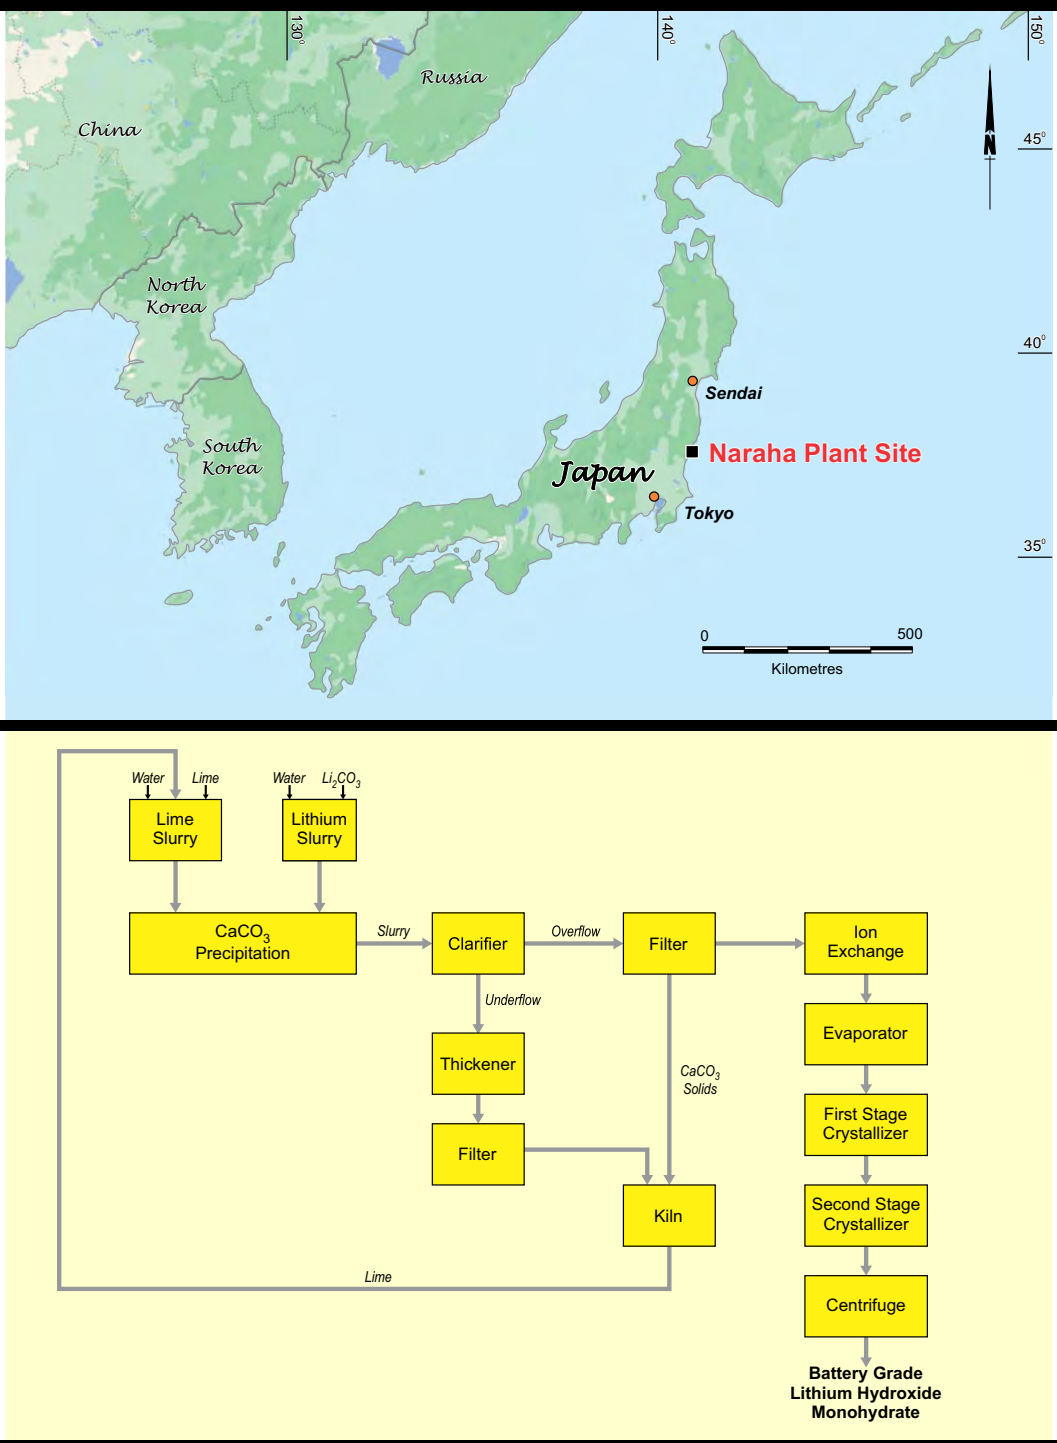 130°
140°
150°
Russia
China
N
45°
North
Korea
40°
Sendai
South
Korea
Japan
Naraha Plant Site
Tokyo
35°
0 500
Kilometres
Water Lime Water Li₂CO₃
Lime
Slurry
Lithium
Slurry
CaCO₃
Precipitation
Slurry
Clarifier
Overflow
Filter
Ion
Exchange
Underflow
Evaporator
Thickener
CaCO₃
Solids
First Stage
Crystallizer
Filter
Kiln
Second Stage
Crystallizer
Lime
Centrifuge
Battery Grade
Lithium Hydroxide
Monohydrate